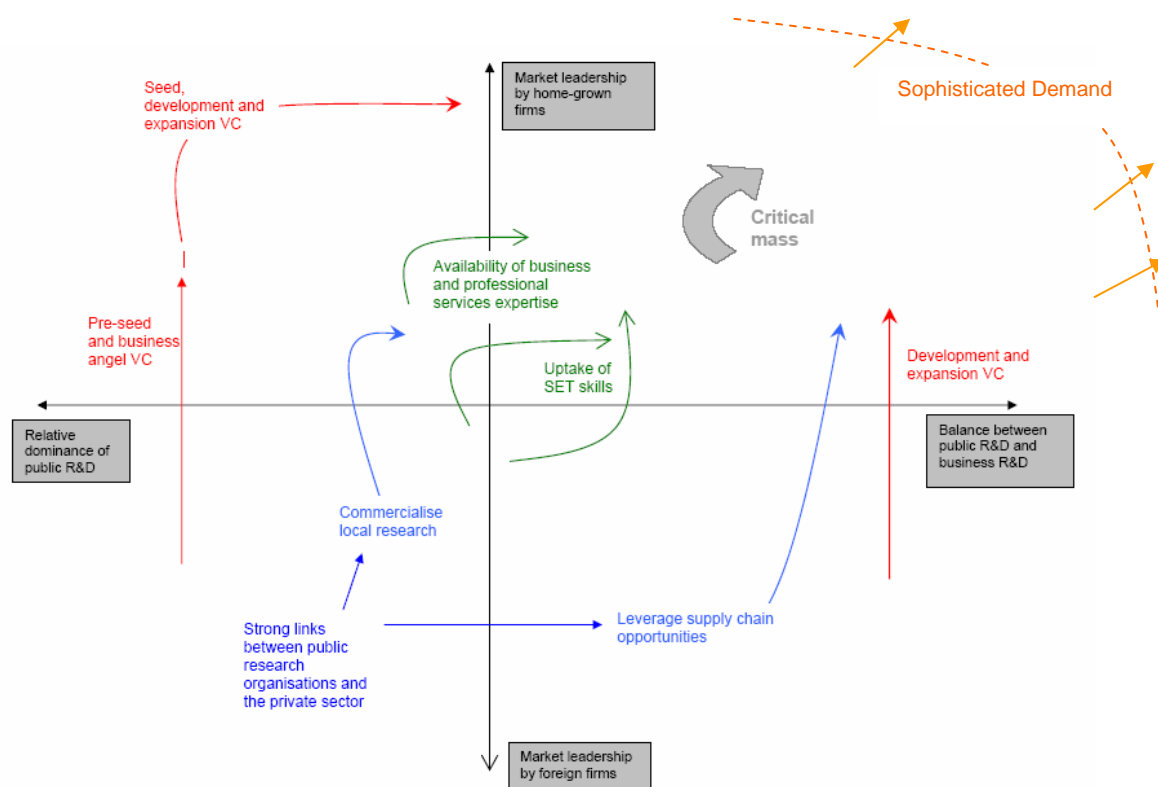 Sophisticated Demand
Market leadership
by home-grown
firms
Seed,
development and
expansion VC
Critical
mass
Availability of business
and professional
services expertise
Pre-seed
and business
angel VC
Uptake of
SET skills
Development and
expansion VC
Relative
dominance of
public R&D
Balance between
public R&D and
business R&D
Commercialise
local research
Strong links
between public
research
organisations and
the private sector
Leverage supply chain
opportunities
Market leadership
by foreign firms